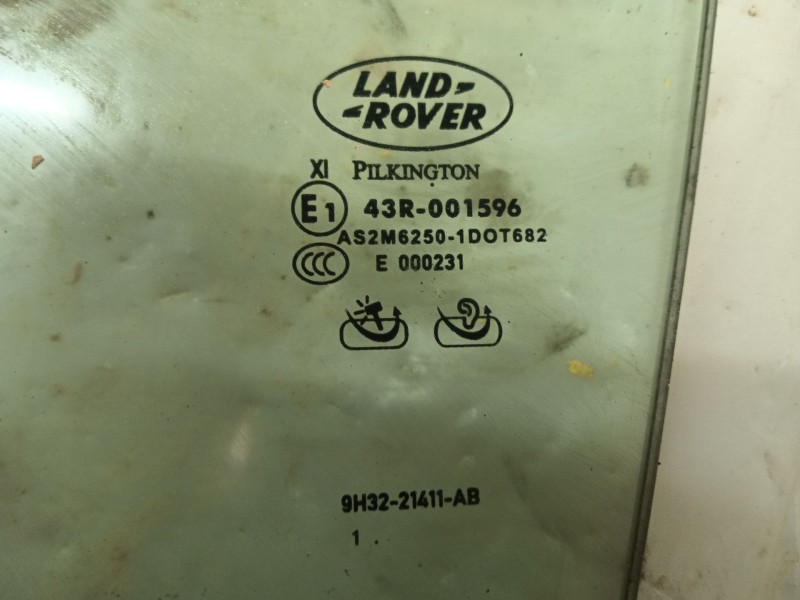 LAND
ROVER
XI PILKINGTON
E1 43R-001596
AS2M6250-1DOT682
CCC E 000231
9H32-21411-AB
1 .